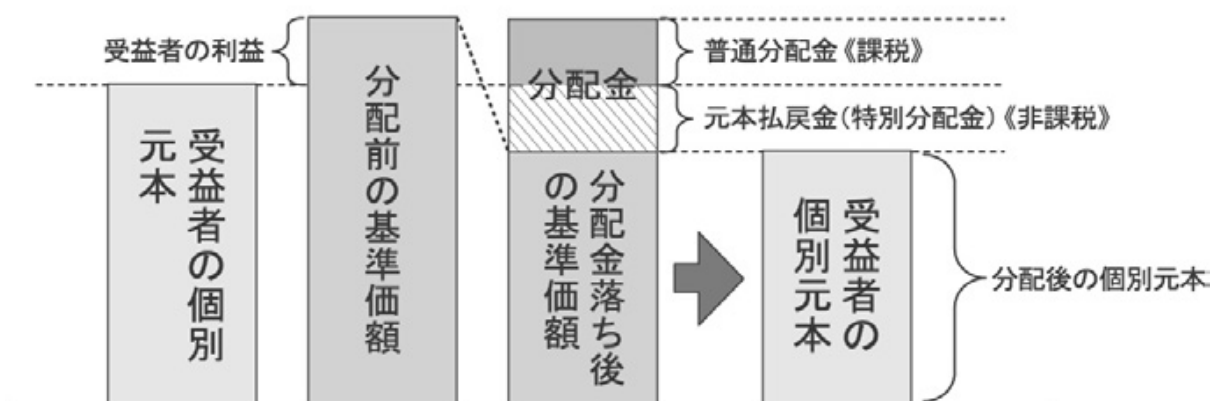 受益者の利益
受益者の個別
元本
分配前の基準価額
分配金
分配金落ち後
の基準価額
普通分配金《課税》
元本払戻金(特別分配金)《非課税》
受益者の
個別元本
分配後の個別元本